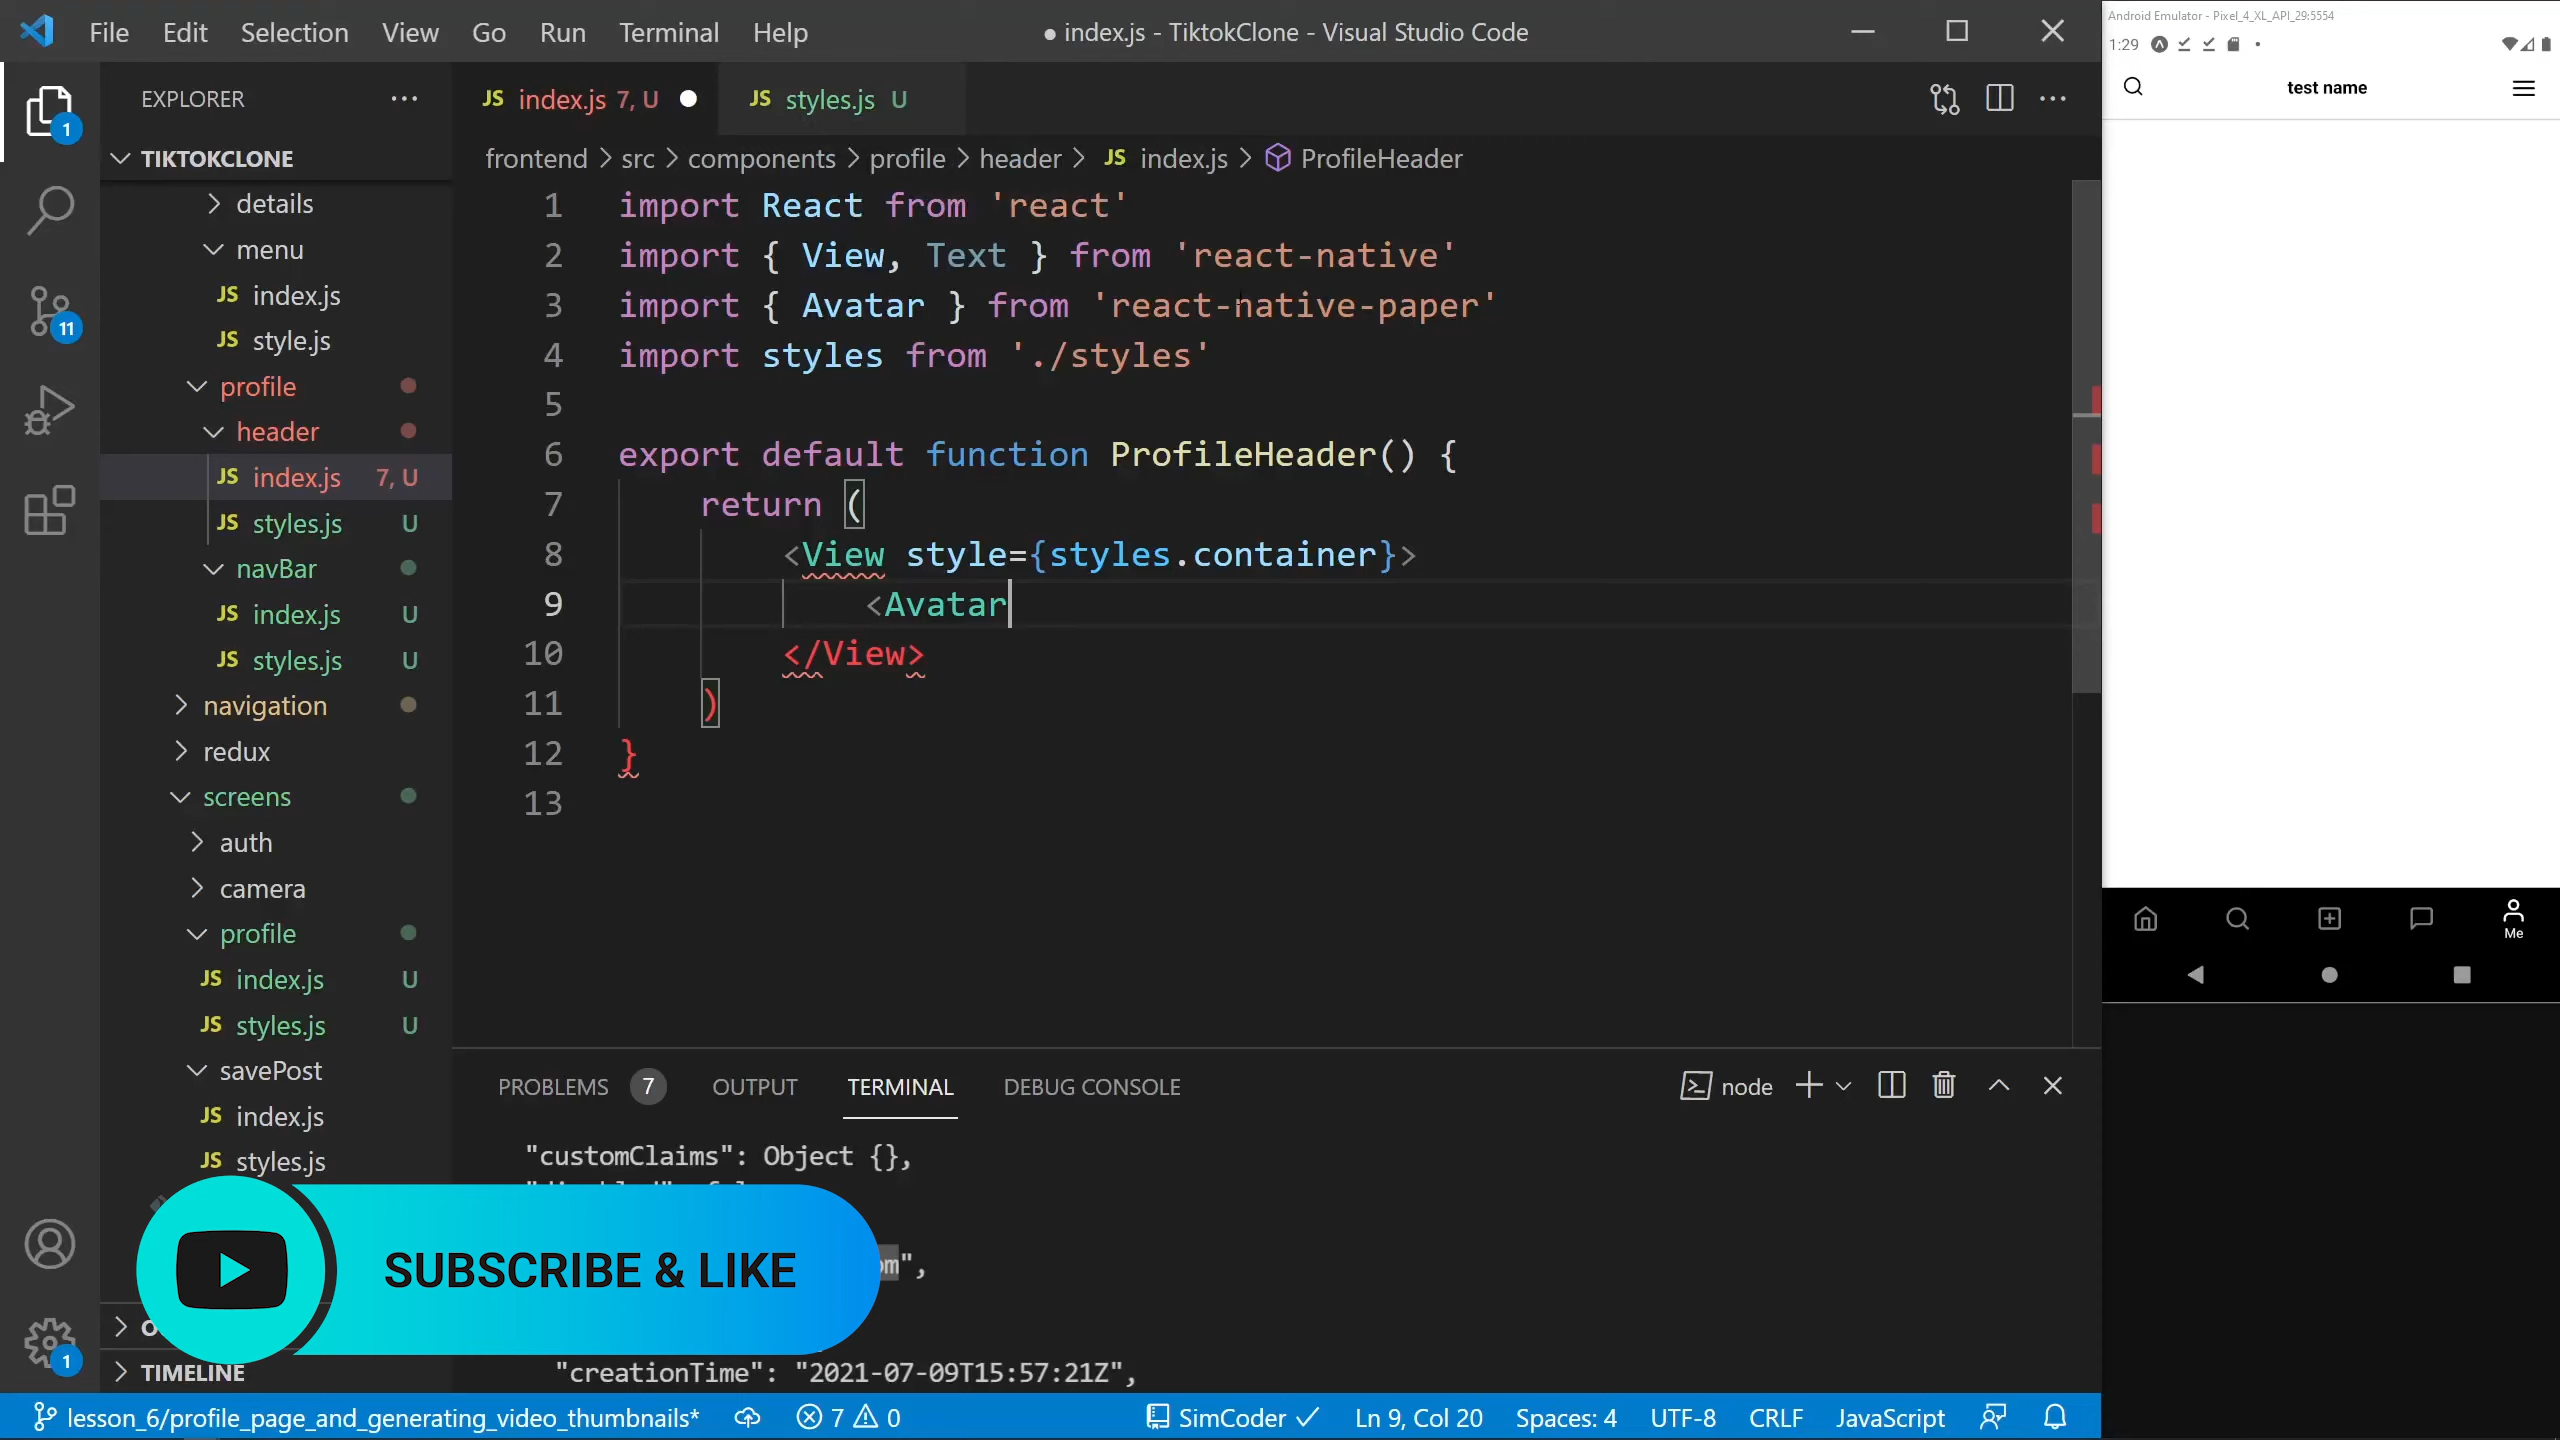 File Edit Selection View Go Run Terminal Help
● index.js - TiktokClone - Visual Studio Code
Android Emulator - Pixel_4_XL_API_29:5554
1:29
test name
EXPLORER
JS index.js 7, U
JS styles.js U
TIKTOKCLONE
frontend > src > components > profile > header > JS index.js > ProfileHeader
details
menu
JS index.js
JS style.js
profile
header
JS index.js 7, U
JS styles.js U
navBar
JS index.js U
JS styles.js U
navigation
redux
screens
auth
camera
profile
JS index.js U
JS styles.js U
savePost
JS index.js
JS styles.js
TIMELINE
1 import React from 'react'
2 import { View, Text } from 'react-native'
3 import { Avatar } from 'react-native-paper'
4 import styles from './styles'
5
6 export default function ProfileHeader() {
7 return (
8 <View style={styles.container}>
9 <Avatar
10 </View>
11 )
12 }
13
Me
PROBLEMS 7 OUTPUT TERMINAL DEBUG CONSOLE
node
"customClaims": Object {},
om",
"creationTime": "2021-07-09T15:57:21Z",
SUBSCRIBE & LIKE
1
11
1
lesson_6/profile_page_and_generating_video_thumbnails*
7 0
SimCoder
Ln 9, Col 20
Spaces: 4
UTF-8
CRLF
JavaScript